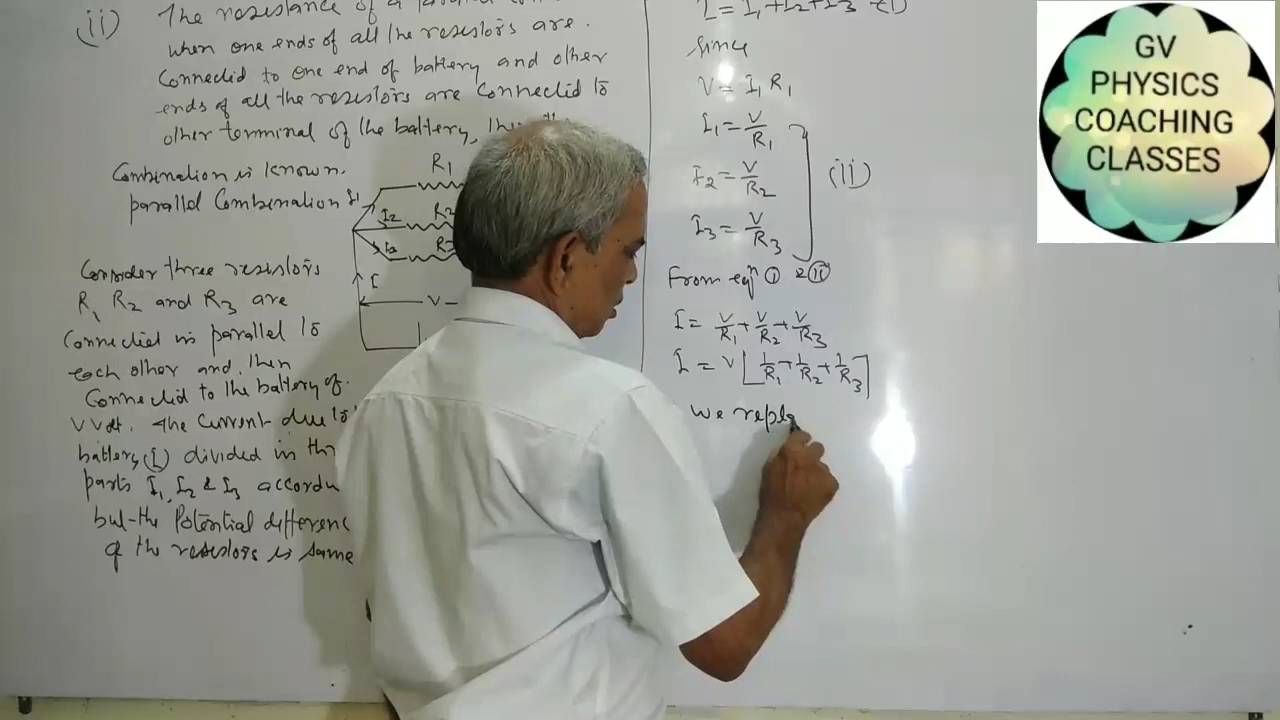 (ii) The resistance of a
when one ends of all the resistors are.
Connected to one end of battery and other
ends of all the resistors are connected to
other terminal of the battery, then the
Combination is known.
parallel Combination
R1
I1
I2
R2
I3
R3
I
V
Consider three resistors
R1 R2 and R3 are
Connected in parallel to
each other and then
Connected to the battery of.
V Volt. The current due to
battery (I) divided in
parts I1, I2 & I3
but the Potential
of the resistors is same
I = I1 + I2 + I3 -(i)
since
V = I1 R1
I1 = V/R1
I2 = V/R2 (ii)
I3 = V/R3
From eqn (i) & (ii)
I = V/R1 + V/R2 + V/R3
I = V [1/R1 + 1/R2 + 1/R3]
We
GV
PHYSICS
COACHING
CLASSES